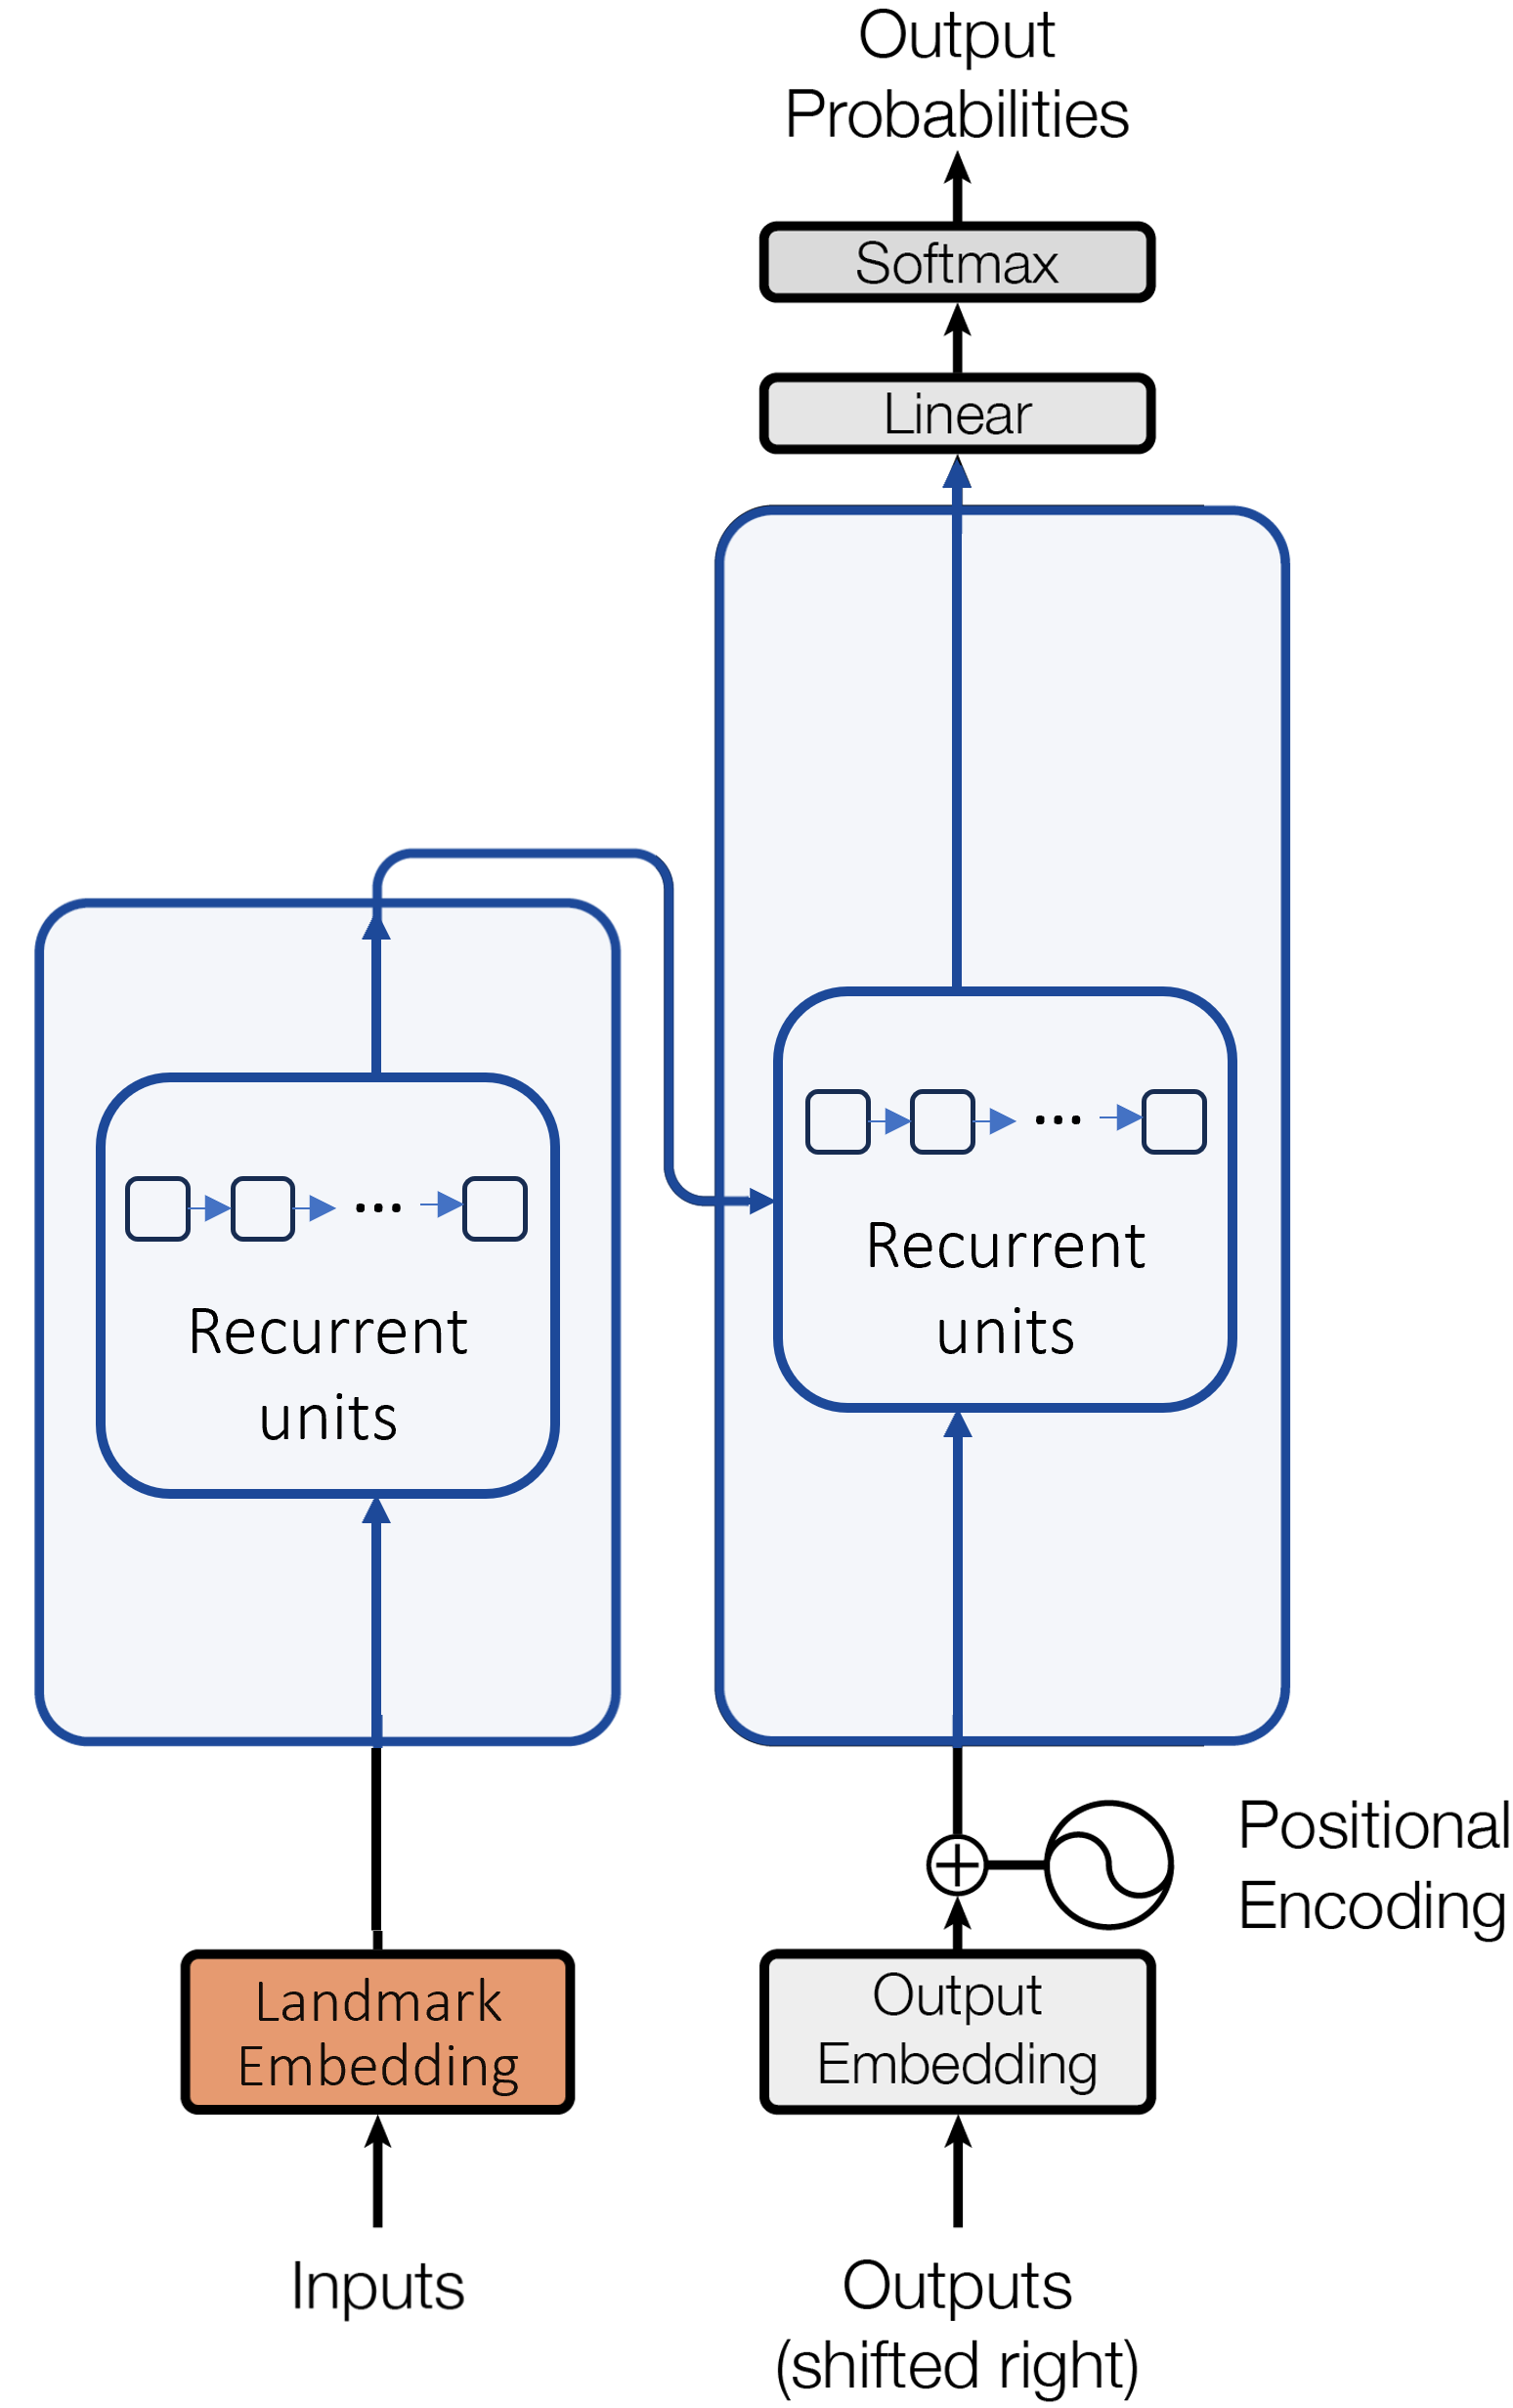 Output
Probabilities
Softmax
Linear
Recurrent
units
Recurrent
units
Positional
Encoding
Landmark
Embedding
Output
Embedding
Inputs
Outputs
(shifted right)